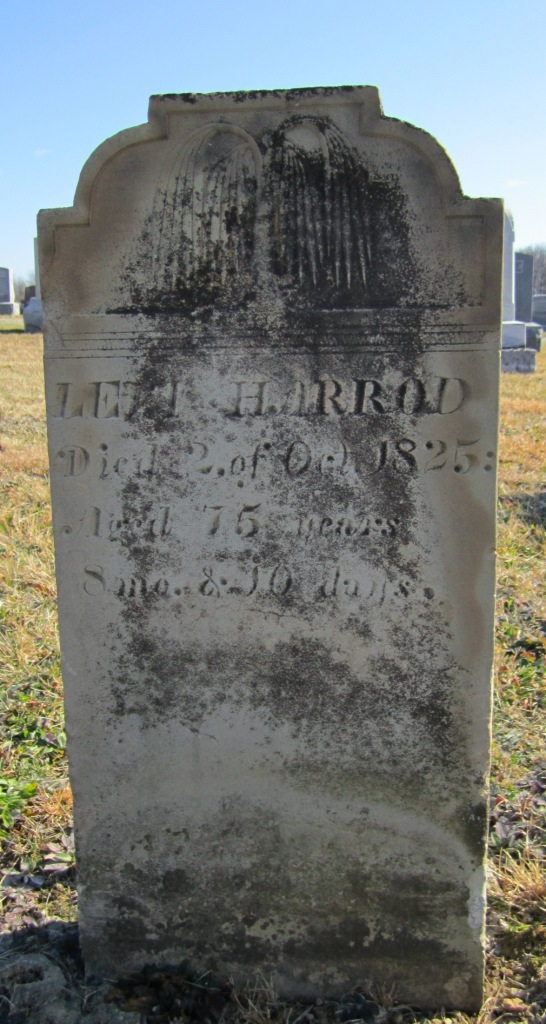 LEVI HARROD
Died 2. of Oct. 1825:
Aged 75 years
8 mo. & 10 days.